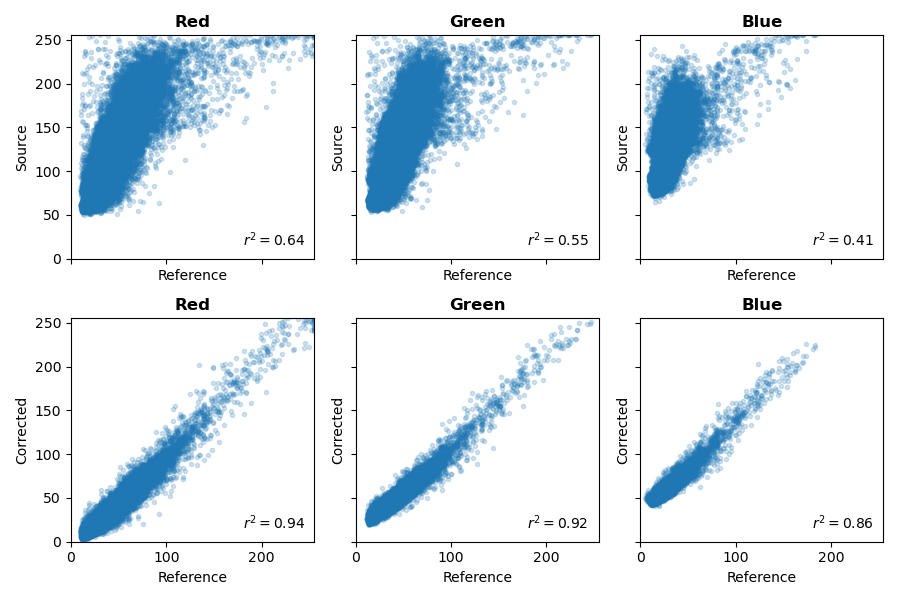 Red Green Blue
250
200
150
100
50
0
Source Source Source
r² = 0.64 r² = 0.55 r² = 0.41
Reference Reference Reference
Red Green Blue
250
200
150
100
50
0
Corrected Corrected Corrected
r² = 0.94 r² = 0.92 r² = 0.86
0 100 200 0 100 200 0 100 200
Reference Reference Reference